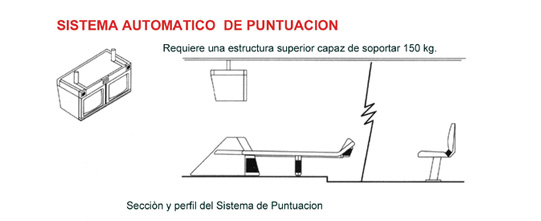 SISTEMA AUTOMATICO DE PUNTUACION
Requiere una estructura superior capaz de soportar 150 kg.
Secciòn y perfil del Sistema de Puntuacion